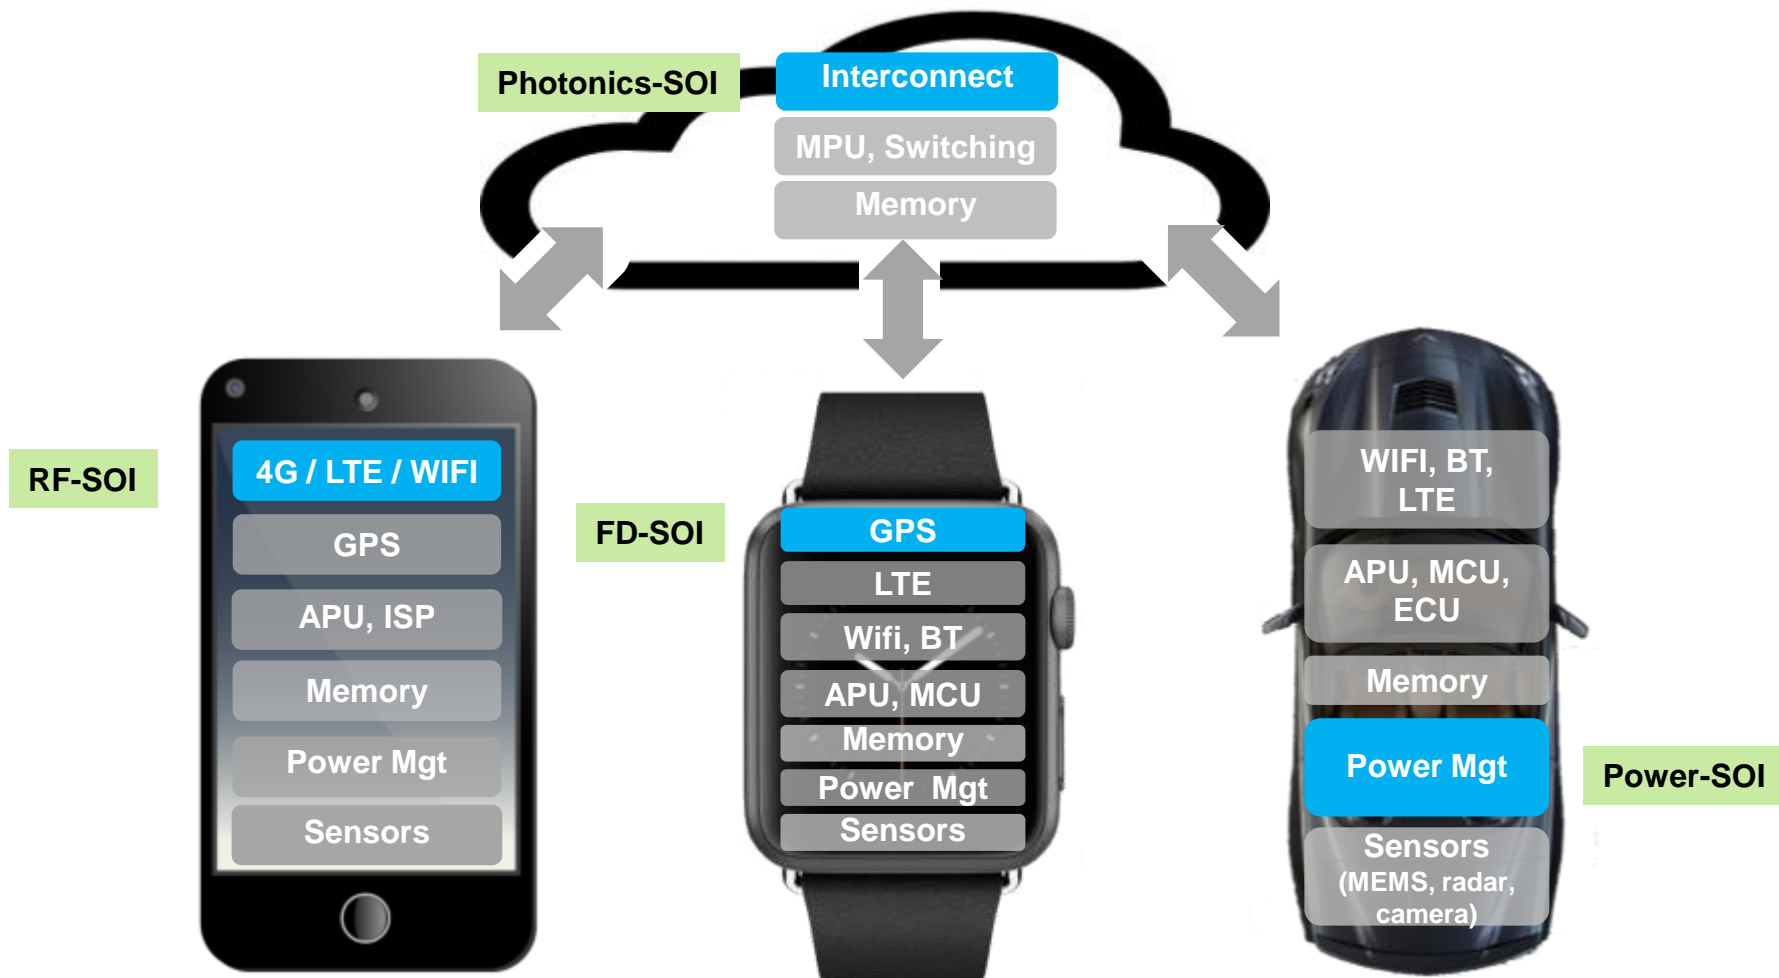 Photonics-SOI
Interconnect
MPU, Switching
Memory
RF-SOI
4G / LTE / WIFI
GPS
APU, ISP
Memory
Power Mgt
Sensors
FD-SOI
GPS
LTE
Wifi, BT
APU, MCU
Memory
Power  Mgt
Sensors
WIFI, BT,
LTE
APU, MCU,
ECU
Memory
Power Mgt
Sensors
(MEMS, radar,
camera)
Power-SOI